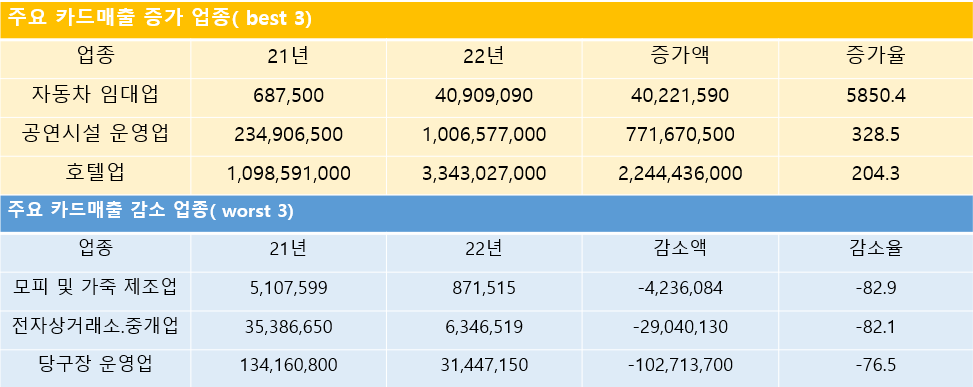 주요 카드매출 증가 업종( best 3)
업종 21년 22년 증가액 증가율
자동차 임대업 687,500 40,909,090 40,221,590 5850.4
공연시설 운영업 234,906,500 1,006,577,000 771,670,500 328.5
호텔업 1,098,591,000 3,343,027,000 2,244,436,000 204.3
주요 카드매출 감소 업종( worst 3)
업종 21년 22년 감소액 감소율
모피 및 가죽 제조업 5,107,599 871,515 -4,236,084 -82.9
전자상거래소.중개업 35,386,650 6,346,519 -29,040,130 -82.1
당구장 운영업 134,160,800 31,447,150 -102,713,700 -76.5